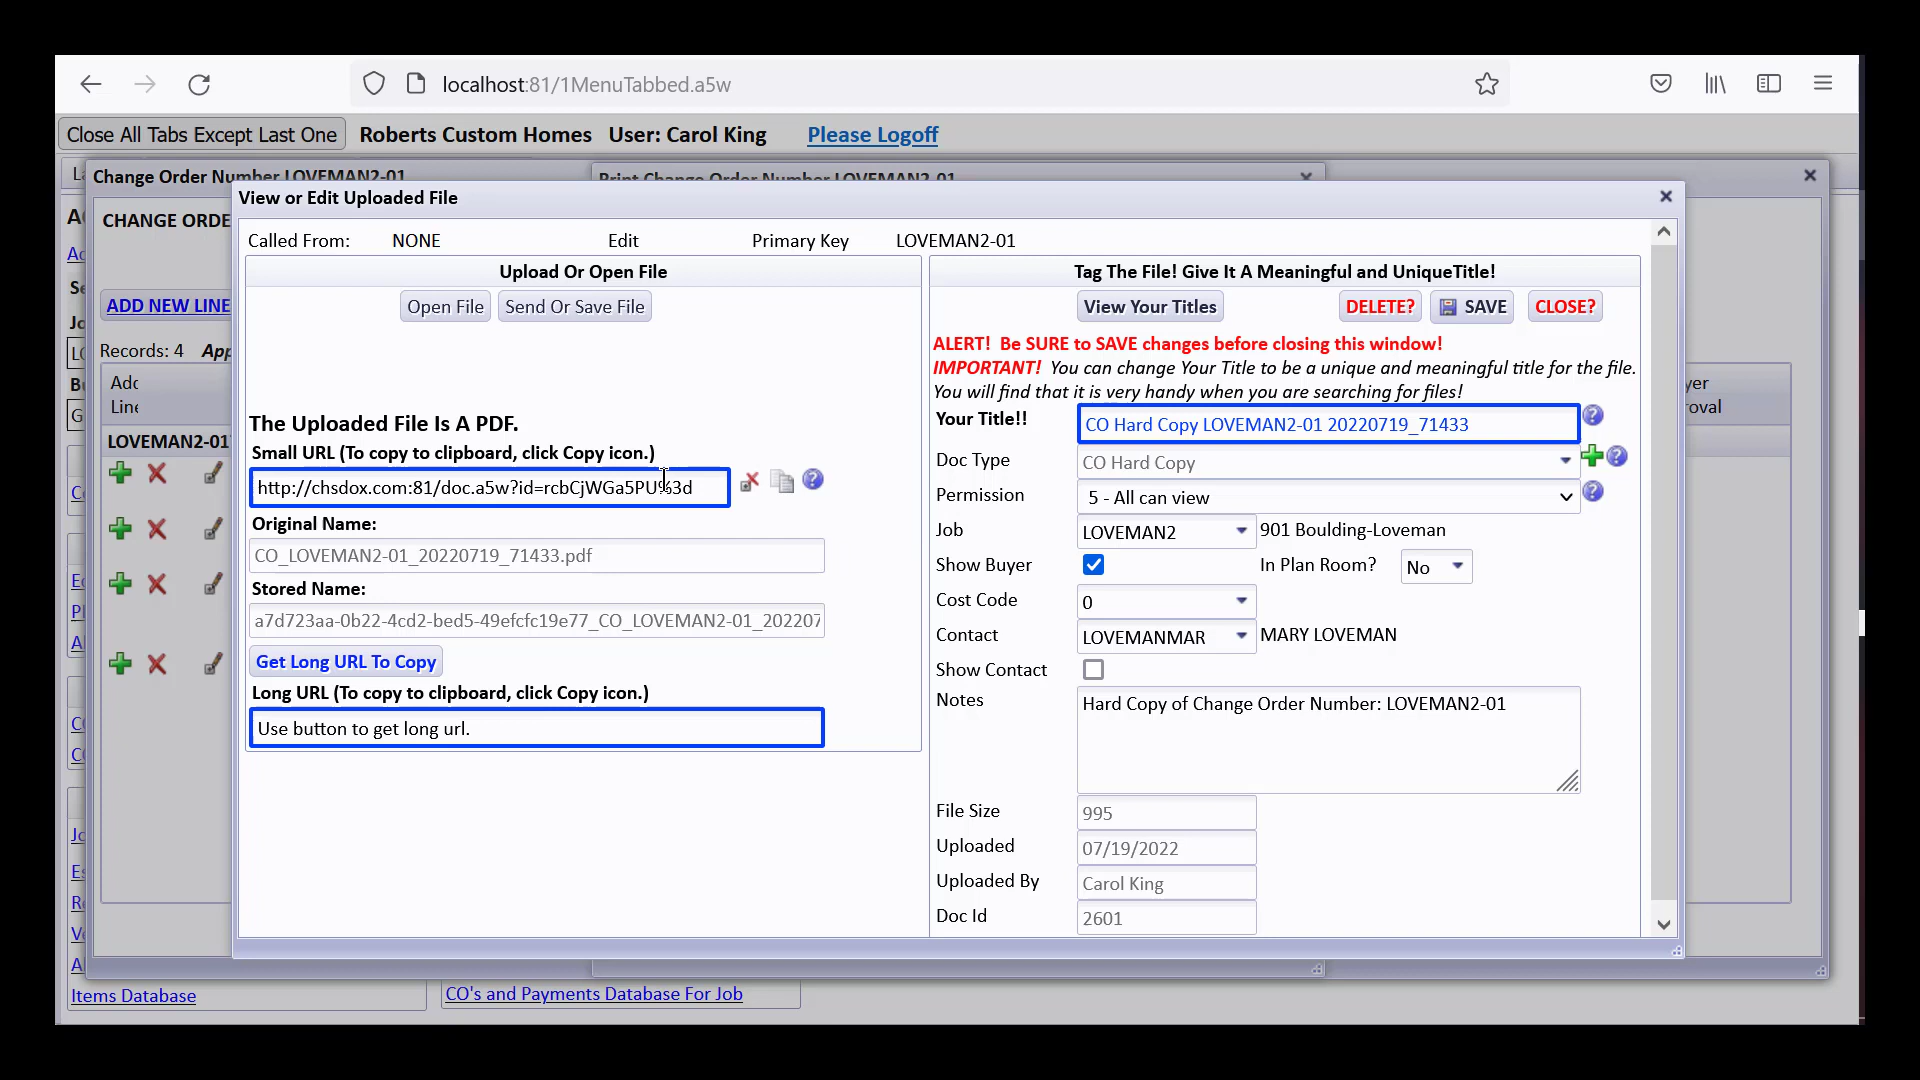 localhost:81/1MenuTabbed.a5w
Close All Tabs Except Last One Roberts Custom Homes User: Carol King Please Logoff
Change Order Number LOVEMAN2-01 Print Change Order Number LOVEMAN2-01
View or Edit Uploaded File
CHANGE ORDE
Called From: NONE Edit Primary Key LOVEMAN2-01
Upload Or Open File Tag The File! Give It A Meaningful and UniqueTitle!
ADD NEW LINE
Open File Send Or Save File View Your Titles DELETE? SAVE CLOSE?
ALERT! Be SURE to SAVE changes before closing this window!
Records: 4
IMPORTANT! You can change Your Title to be a unique and meaningful title for the file.
You will find that it is very handy when you are searching for files!
Line
LOVEMAN2-01
The Uploaded File Is A PDF. Your Title!! CO Hard Copy LOVEMAN2-01 20220719_71433
Small URL (To copy to clipboard, click Copy icon.) Doc Type CO Hard Copy
http://chsdox.com:81/doc.a5w?id=rcbCjWGa5PU%3d Permission 5 - All can view
Original Name: Job LOVEMAN2 901 Boulding-Loveman
CO_LOVEMAN2-01_20220719_71433.pdf Show Buyer In Plan Room? No
Stored Name: Cost Code 0
a7d723aa-0b22-4cd2-bed5-49efcfc19e77_CO_LOVEMAN2-01_20220 Contact LOVEMANMAR MARY LOVEMAN
Get Long URL To Copy Show Contact
Long URL (To copy to clipboard, click Copy icon.) Notes Hard Copy of Change Order Number: LOVEMAN2-01
Use button to get long url.
File Size 995
Uploaded 07/19/2022
Uploaded By Carol King
Doc Id 2601
Items Database CO's and Payments Database For Job